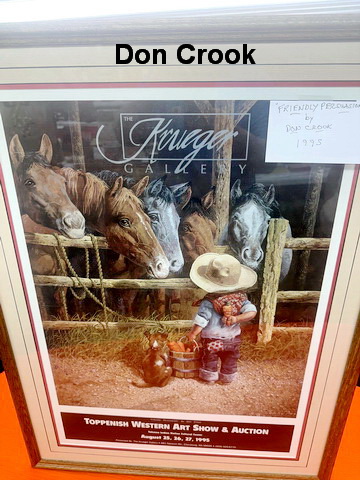 Don Crook
"FRIENDLY PERSUASION"
by
DON CROOK
1995
THE
Krueger
GALLERY
TOPPENISH WESTERN ART SHOW & AUCTION
August 25, 26, 27, 1995